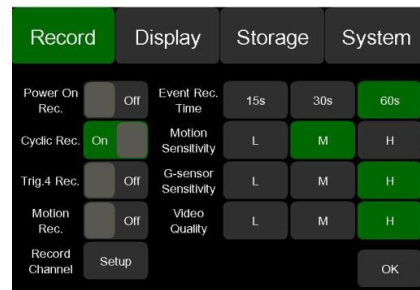 Record Display Storage System
Power On Rec. Off Event Rec. Time 15s 30s 60s
Cyclic Rec. On Motion Sensitivity L M H
Trig.4 Rec. Off G-sensor Sensitivity L M H
Motion Rec. Off Video Quality L M H
Record Channel Setup OK